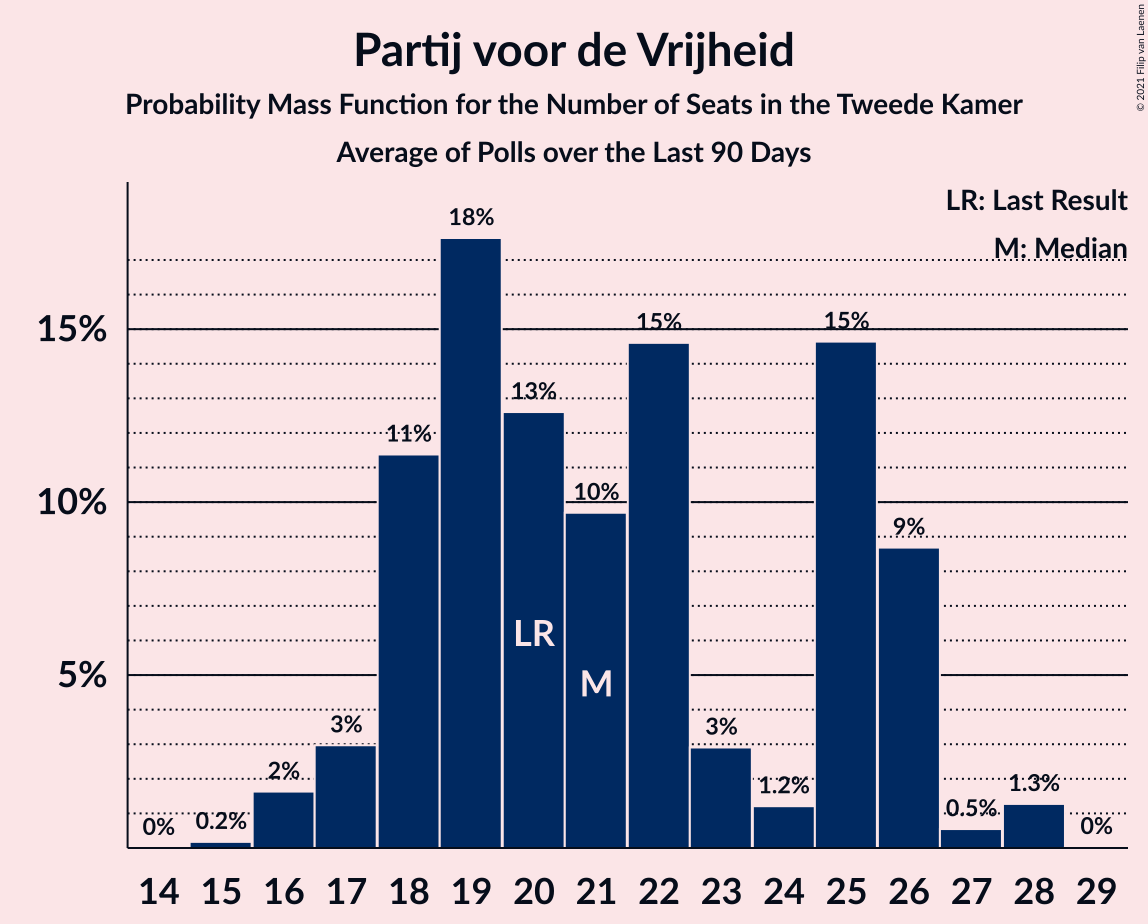 Partij voor de Vrijheid
Probability Mass Function for the Number of Seats in the Tweede Kamer
Average of Polls over the Last 90 Days
© 2021 Filip van Laenen
LR: Last Result
M: Median
18%
15%
15%
15%
13%
11%
10%
10%
9%
LR
M
5%
3%
3%
2%
1.2%
1.3%
0%
0.2%
0.5%
0%
14 15 16 17 18 19 20 21 22 23 24 25 26 27 28 29